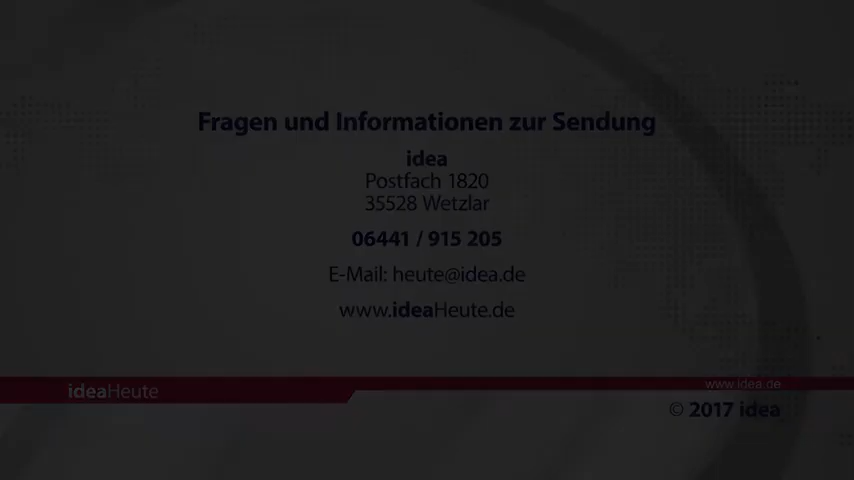 Fragen und Informationen zur Sendung
idea
Postfach 1820
35528 Wetzlar
06441 / 915 205
E-Mail: heute@idea.de
www.ideaHeute.de
ideaHeute
www.idea.de
© 2017 idea